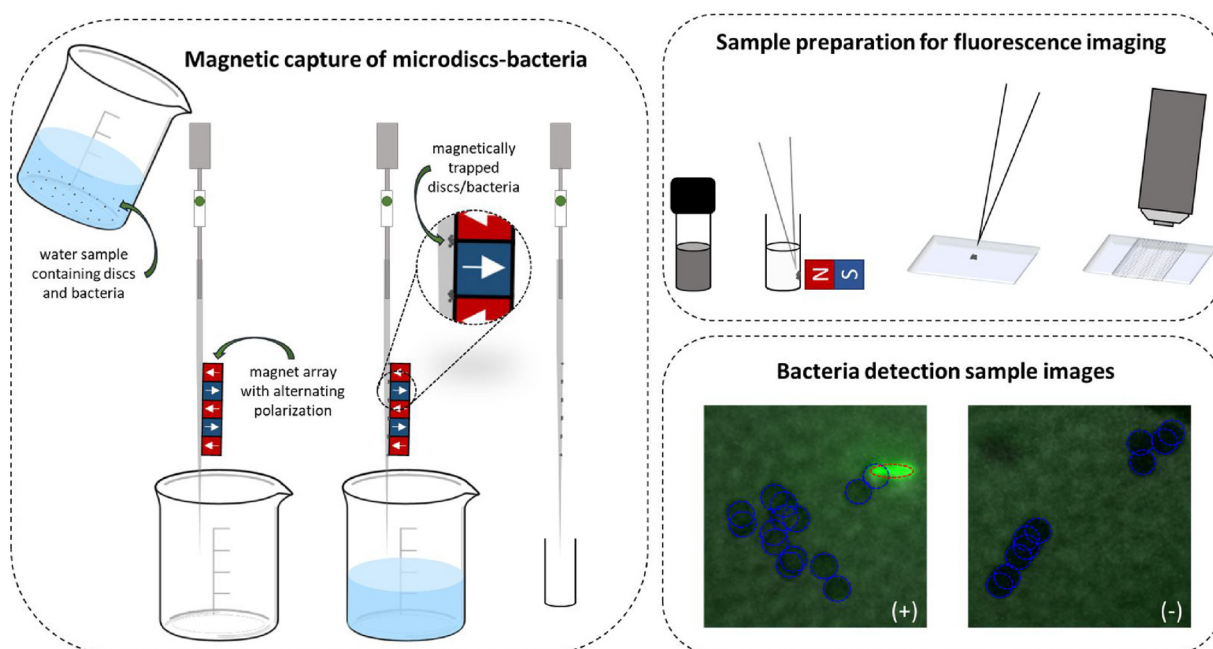 Magnetic capture of microdiscs-bacteria
water sample
containing discs
and bacteria
magnetically
trapped
discs/bacteria
magnet array
with alternating
polarization
Sample preparation for fluorescence imaging
N S
Bacteria detection sample images
(+)
(-)